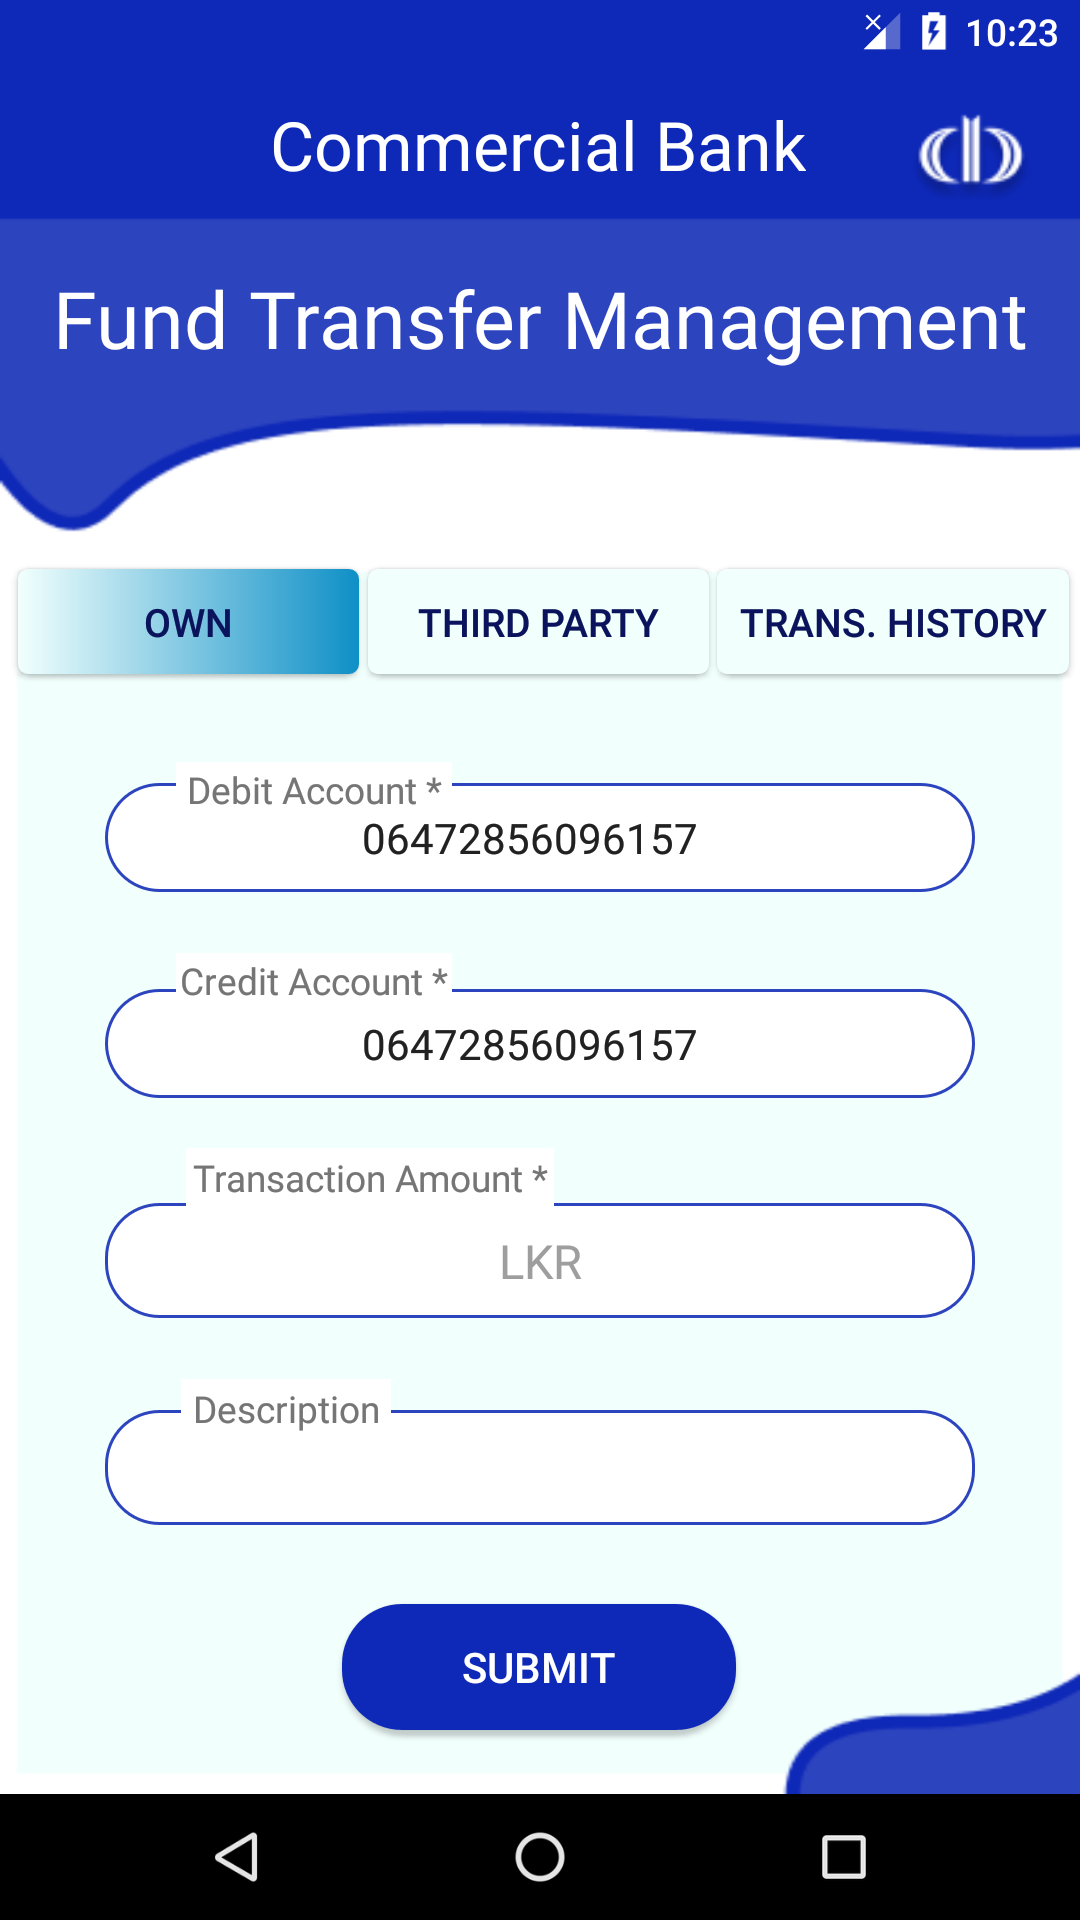 10:23
Commercial Bank
Fund Transfer Management
OWN
THIRD PARTY
TRANS. HISTORY
Debit Account *
06472856096157
Credit Account *
06472856096157
Transaction Amount *
LKR
Description
SUBMIT